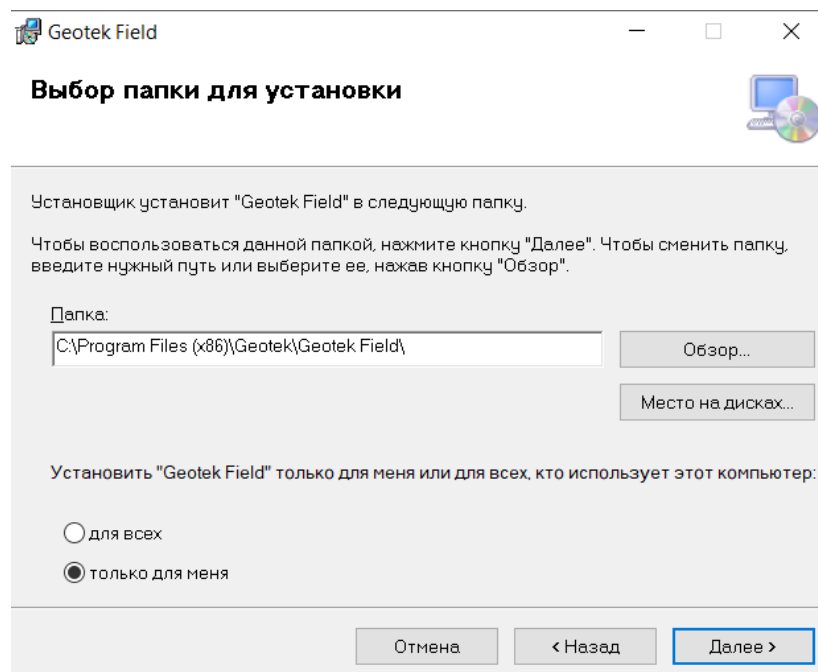 Geotek Field
Выбор папки для установки
Установщик установит "Geotek Field" в следующую папку.
Чтобы воспользоваться данной папкой, нажмите кнопку "Далее". Чтобы сменить папку,
введите нужный путь или выберите ее, нажав кнопку "Обзор".
Папка:
C:\Program Files (x86)\Geotek\Geotek Field\
Обзор...
Место на дисках...
Установить "Geotek Field" только для меня или для всех, кто использует этот компьютер:
для всех
только для меня
Отмена
< Назад
Далее >